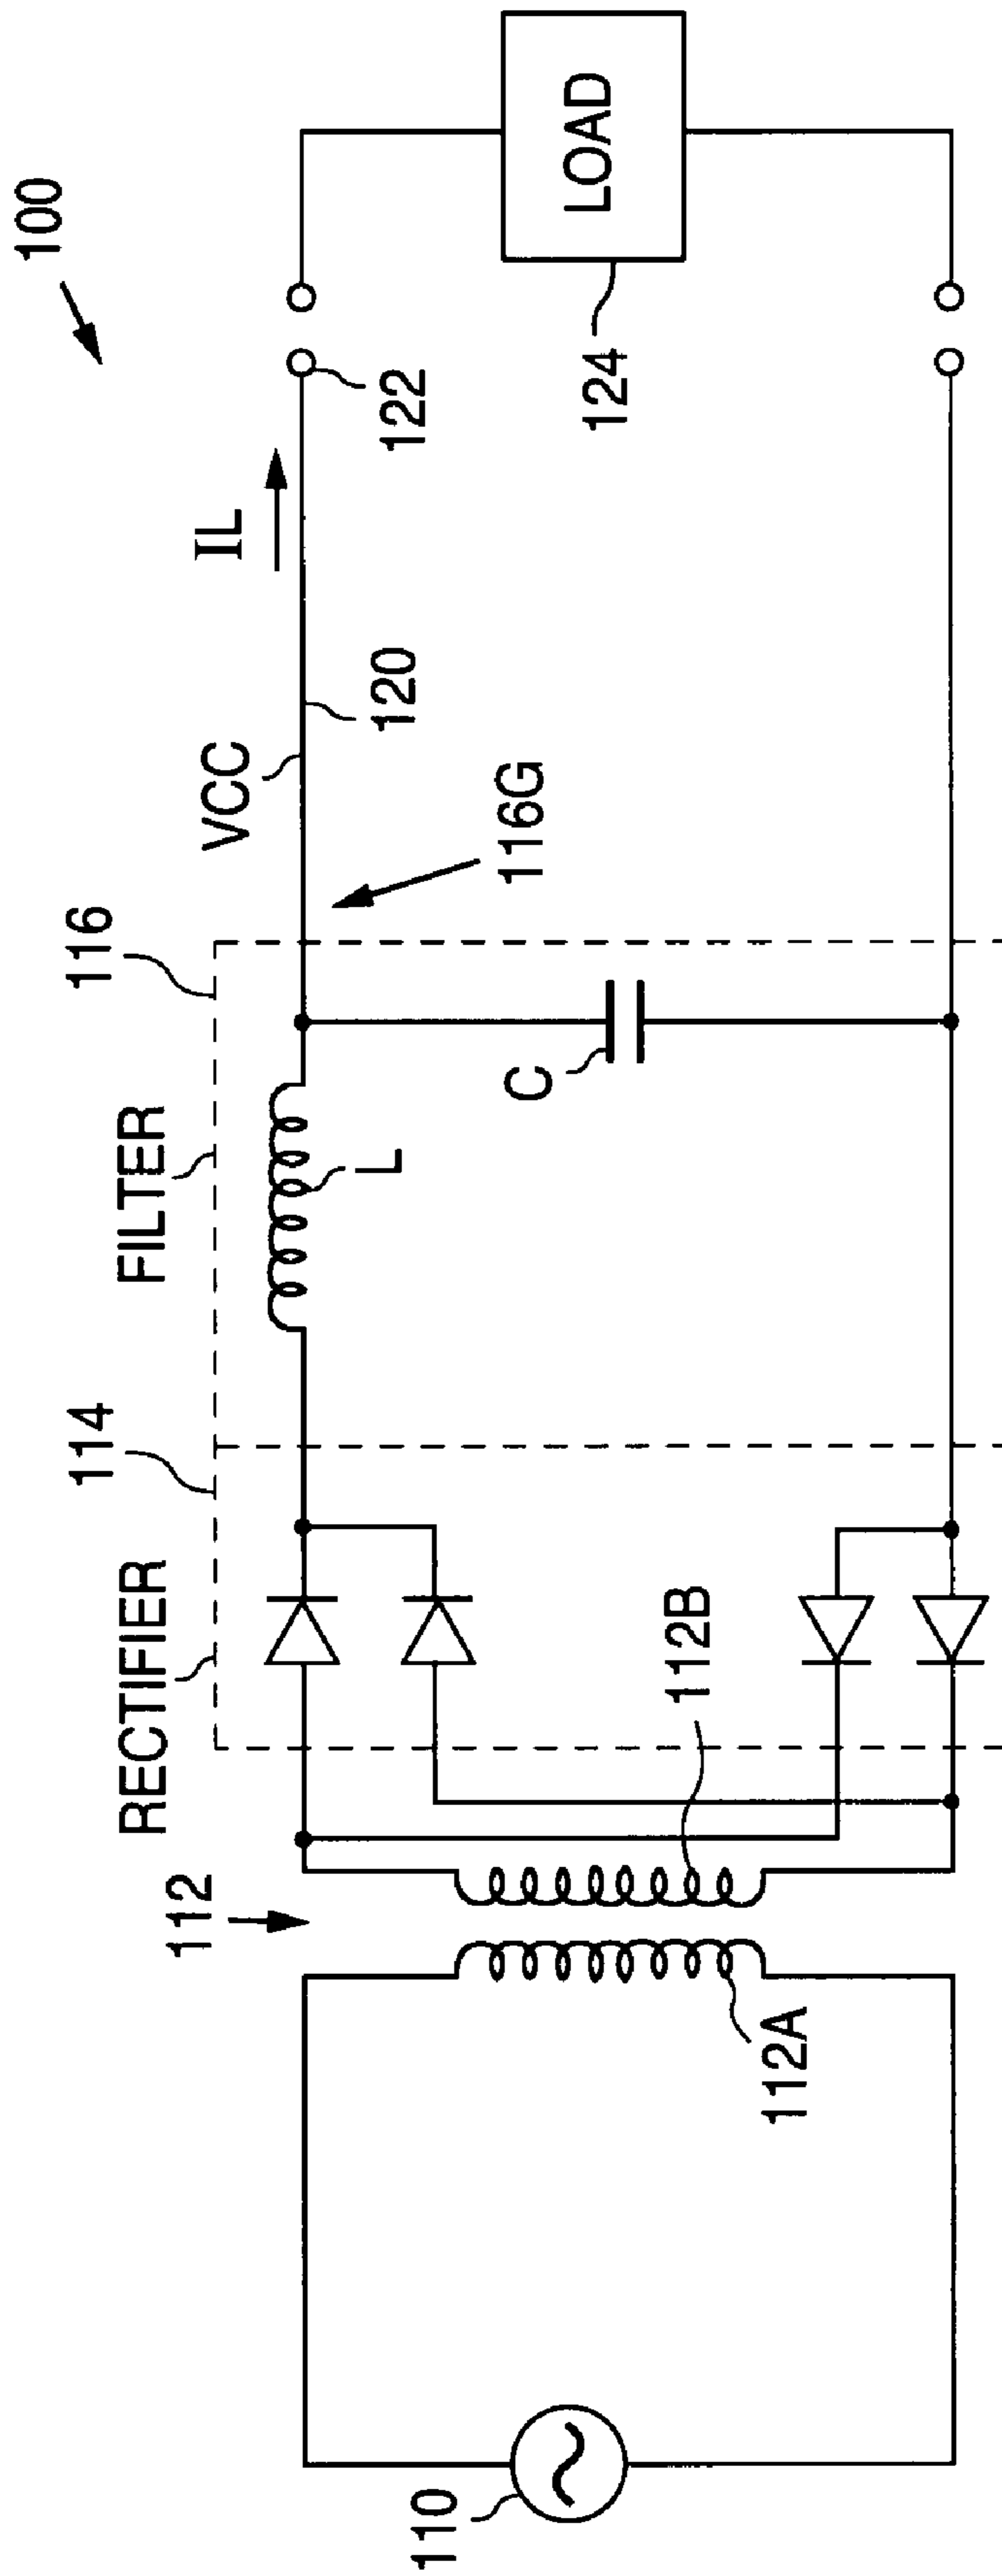 100
116
114
FILTER
RECTIFIER
112
VCC
IL
120
122
116G
L
C
112B
112A
110
124
LOAD